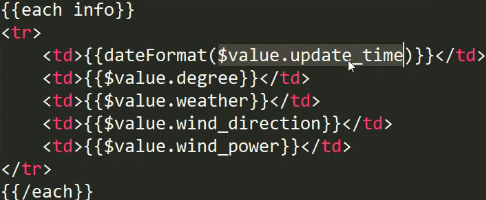 {{each info}}
<tr>
<td>{{dateFormat($value.update_time)}}</td>
<td>{{$value.degree}}</td>
<td>{{$value.weather}}</td>
<td>{{$value.wind_direction}}</td>
<td>{{$value.wind_power}}</td>
</tr>
{{/each}}